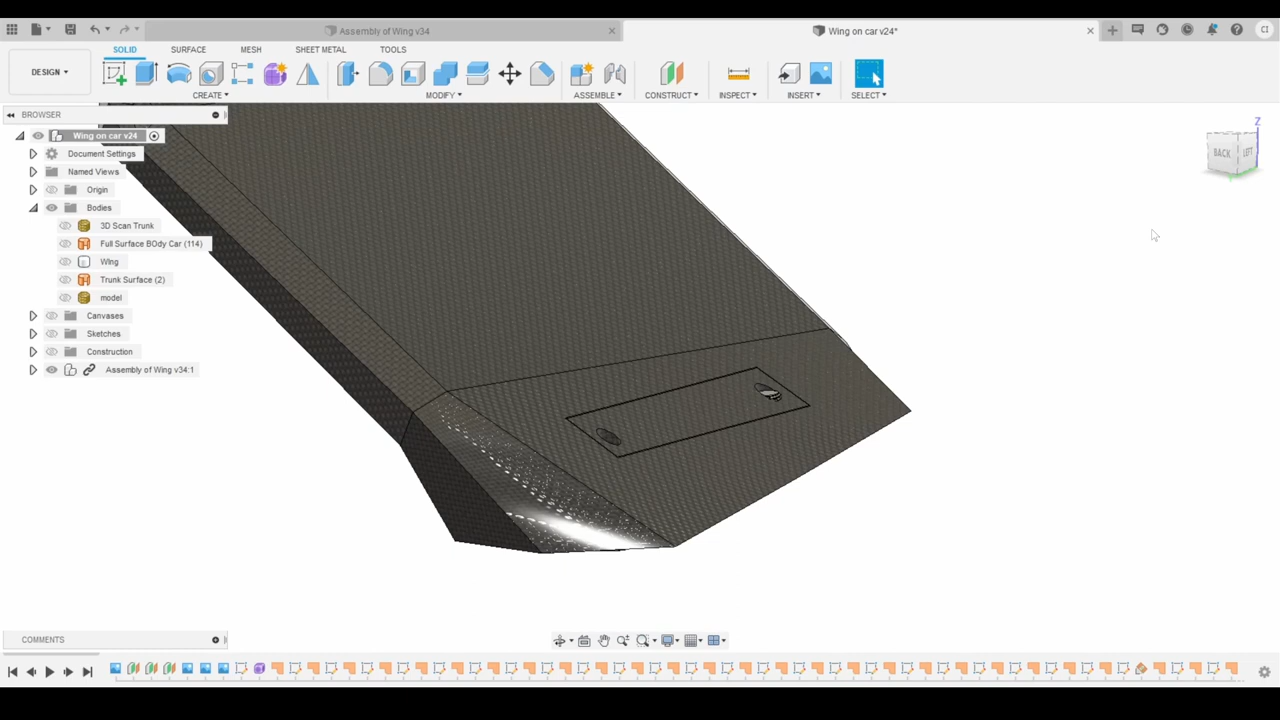 Assembly of Wing v34
Wing on car v24*
CI
DESIGN
SOLID
SURFACE
MESH
SHEET METAL
TOOLS
CREATE
MODIFY
ASSEMBLE
CONSTRUCT
INSPECT
INSERT
SELECT
BROWSER
Wing on car v24
Document Settings
Named Views
Origin
Bodies
3D Scan Trunk
Full Surface BOdy Car (114)
WIng
Trunk Surface (2)
model
Canvases
Sketches
Construction
Assembly of Wing v34:1
Z
BACK
LEFT
COMMENTS